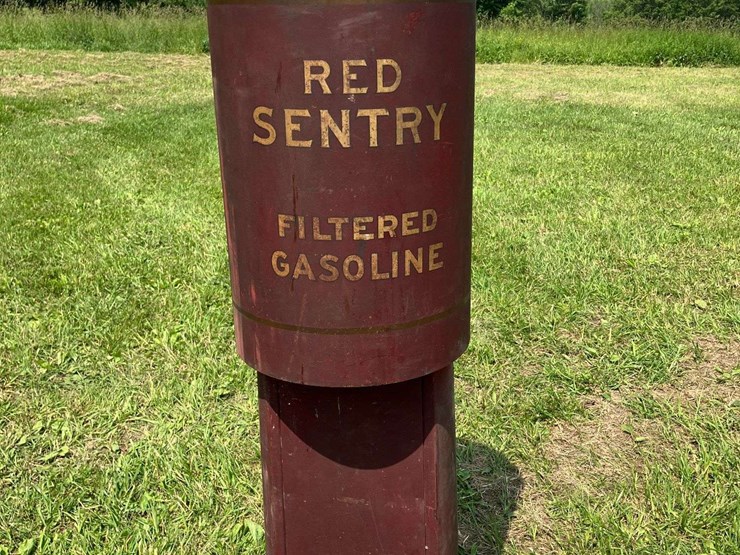 RED
SENTRY
FILTERED
GASOLINE